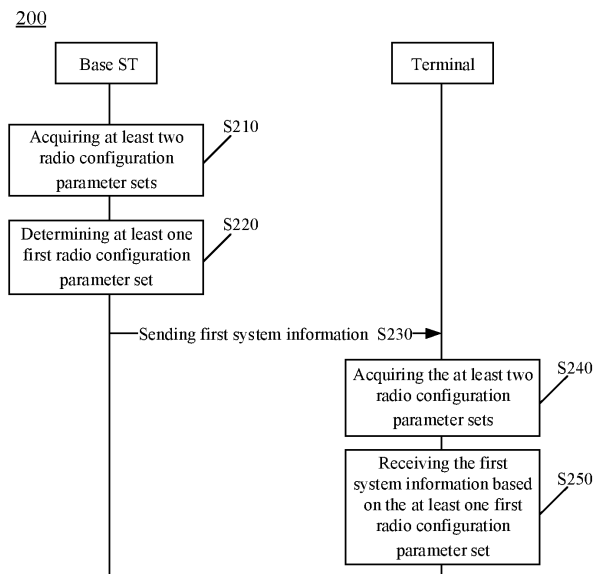 200
Base ST
Terminal
S210
Acquiring at least two
radio configuration
parameter sets
S220
Determining at least one
first radio configuration
parameter set
Sending first system information S230
S240
Acquiring the at least two
radio configuration
parameter sets
S250
Receiving the first
system information based
on the at least one first
radio configuration
parameter set